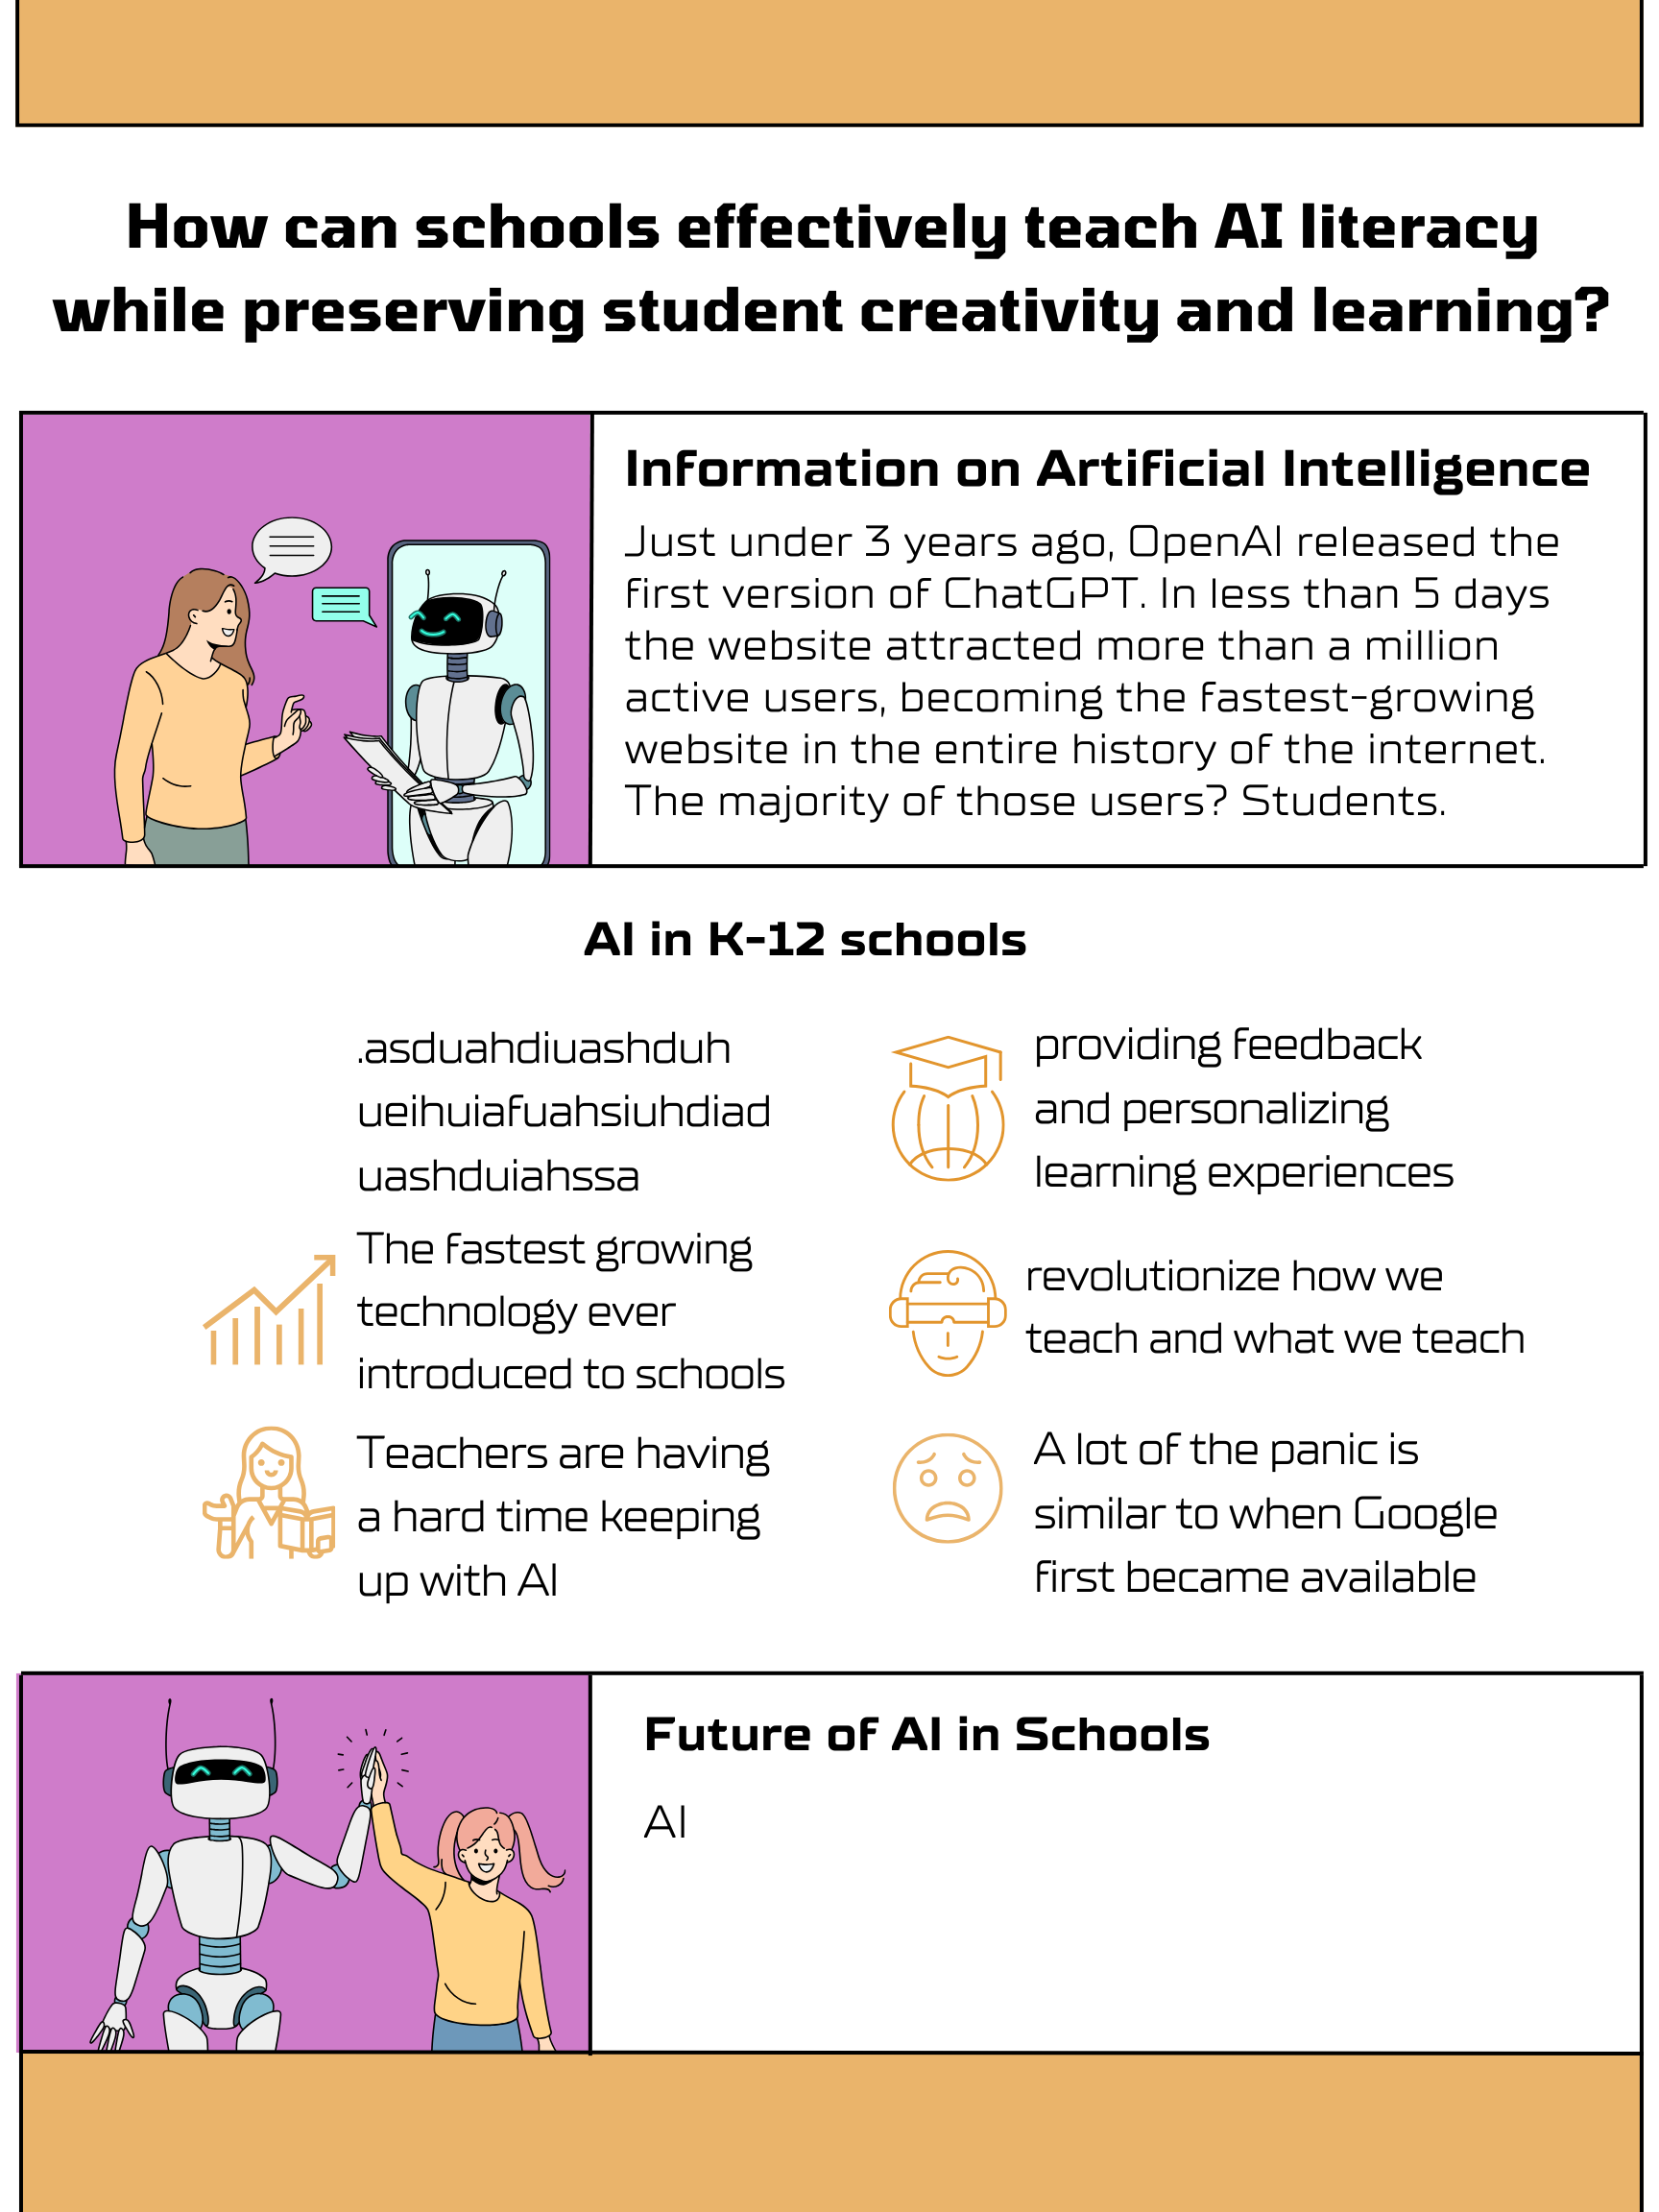 How can schools effectively teach AI literacy
while preserving student creativity and learning?
Information on Artificial Intelligence
Just under 3 years ago, OpenAI released the
first version of ChatGPT. In less than 5 days
the website attracted more than a million
active users, becoming the fastest-growing
website in the entire history of the internet.
The majority of those users? Students.
AI in K-12 schools
.asduahdiuashduh
ueihuiafuahsiuhdiad
uashduiahssa
The fastest growing
technology ever
introduced to schools
Teachers are having
a hard time keeping
up with AI
providing feedback
and personalizing
learning experiences
revolutionize how we
teach and what we teach
A lot of the panic is
similar to when Google
first became available
Future of AI in Schools
AI